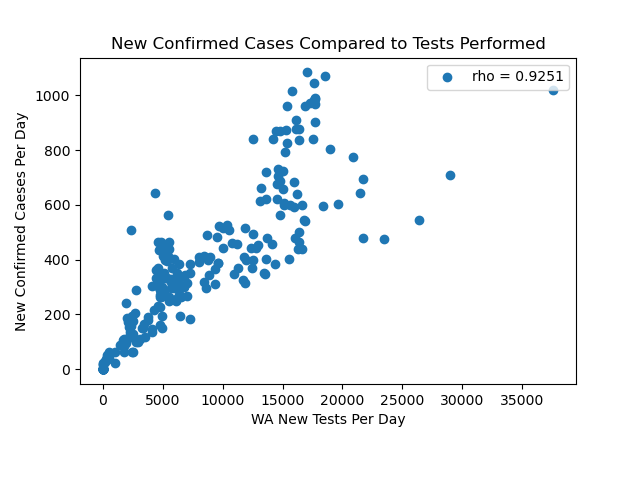 New Confirmed Cases Compared to Tests Performed
rho = 0.9251
New Confirmed Caeses Per Day
1000
800
600
400
200
0
0 5000 10000 15000 20000 25000 30000 35000
WA New Tests Per Day